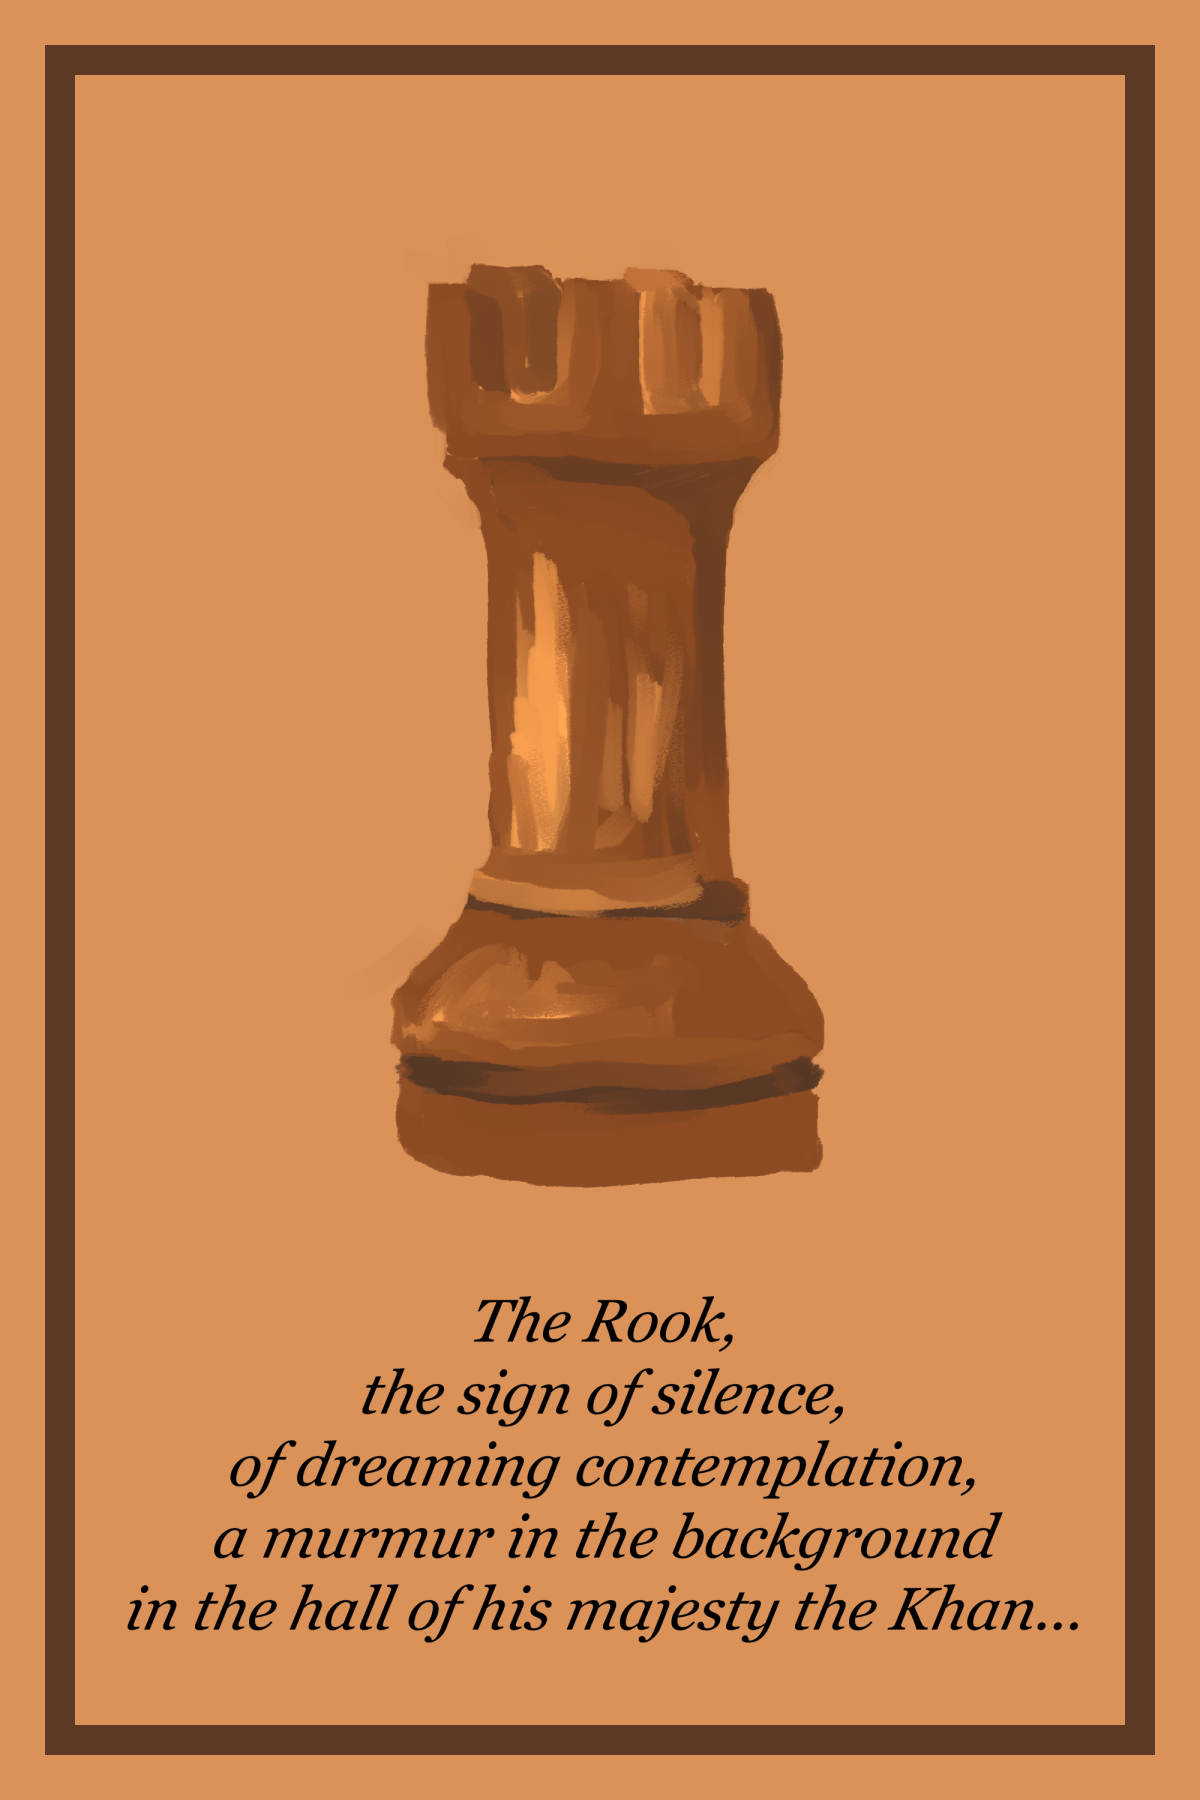 The Rook,
the sign of silence,
of dreaming contemplation,
a murmur in the background
in the hall of his majesty the Khan...